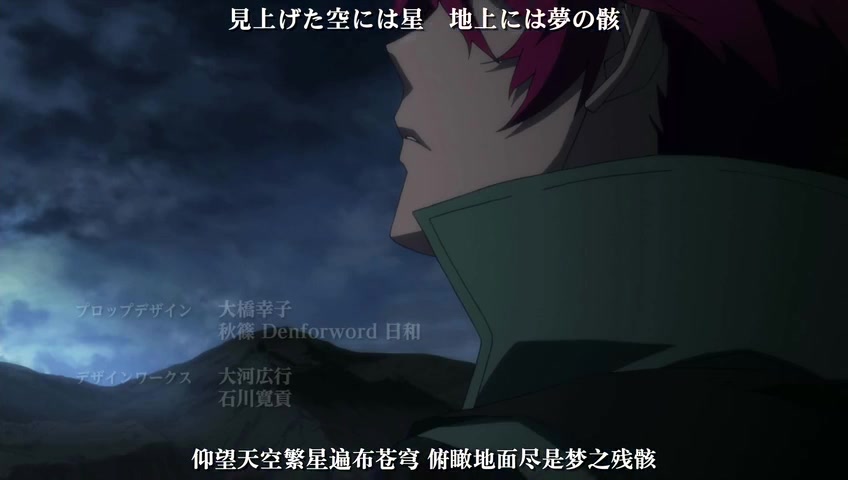 見上げた空には星　地上には夢の骸
プロップデザイン　大橋幸子
秋篠 Denforword 日和
デザインワークス　大河広行
石川寛貢
仰望天空繁星遍布苍穹 俯瞰地面尽是梦之残骸